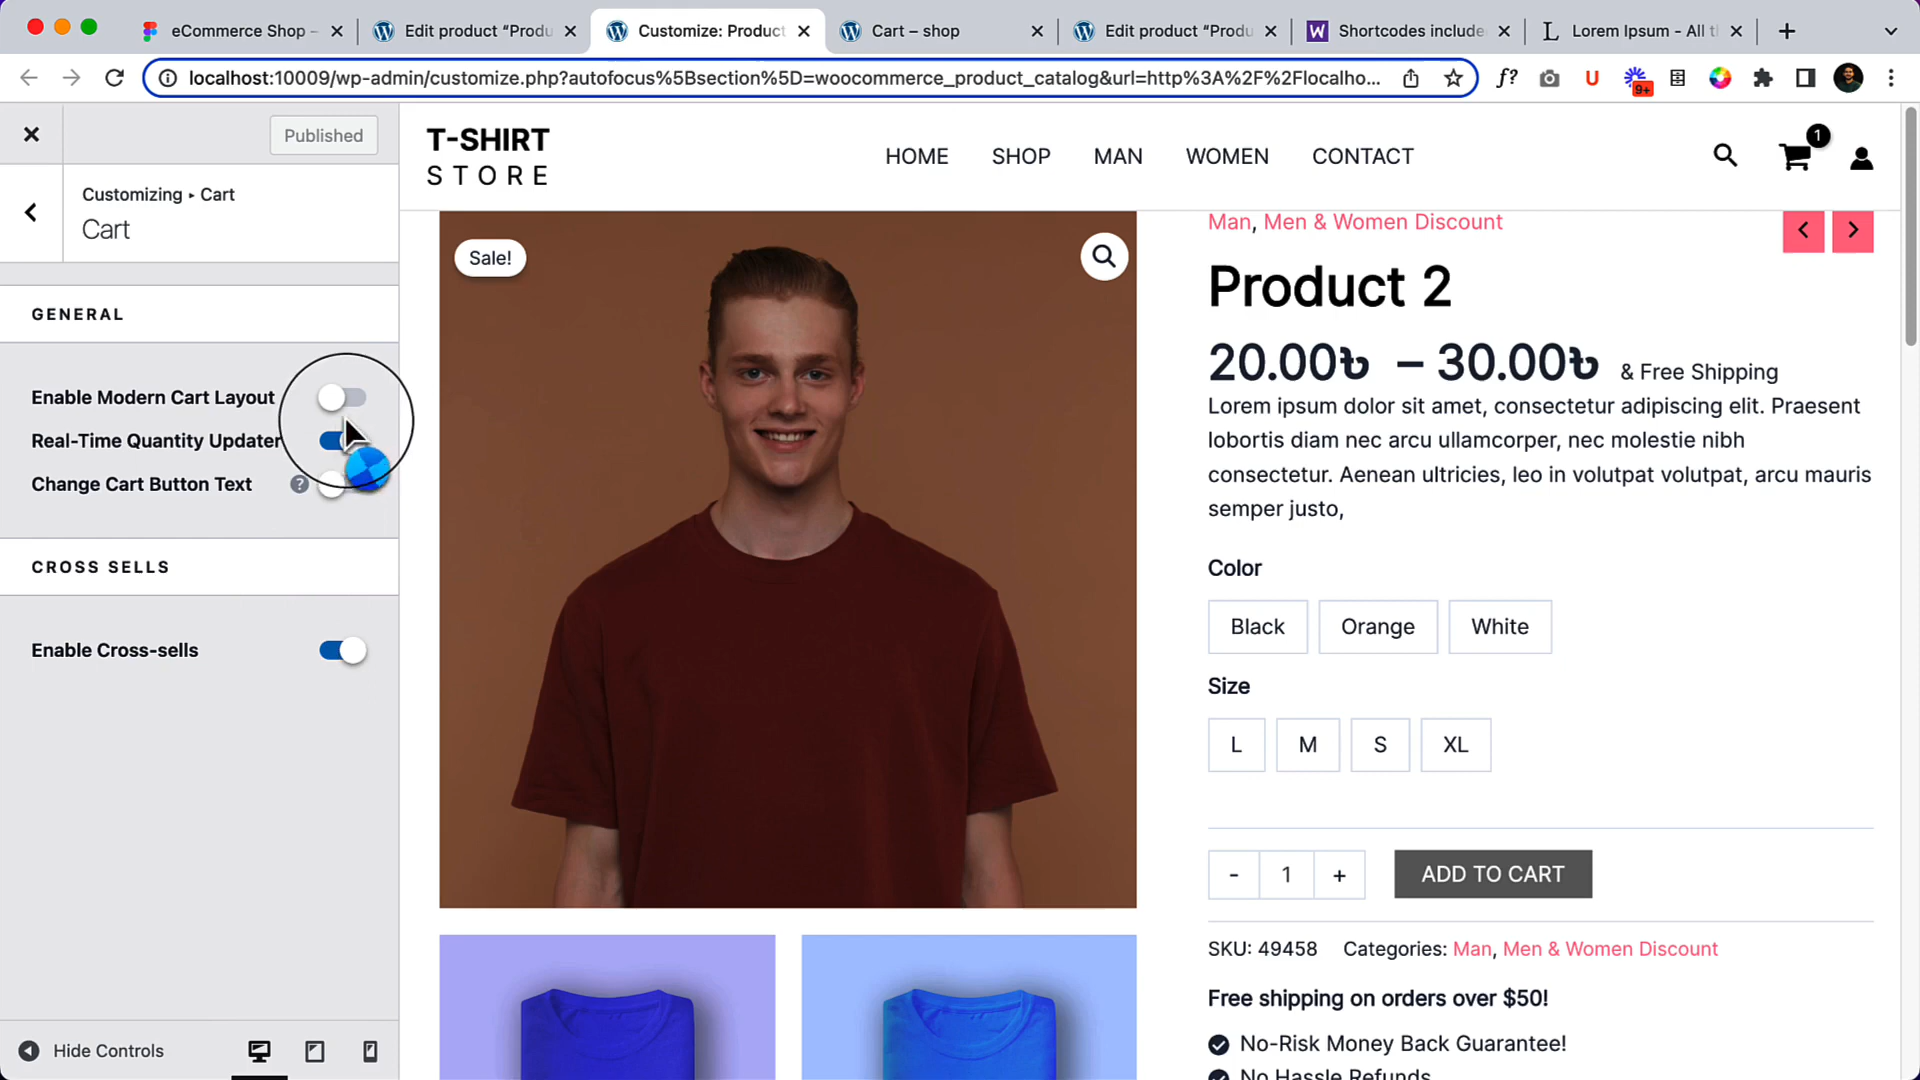 eCommerce Shop –
Edit product “Produ
Customize: Product
Cart – shop
Edit product “Produ
Shortcodes include
Lorem Ipsum - All t
localhost:10009/wp-admin/customize.php?autofocus%5Bsection%5D=woocommerce_product_catalog&url=http%3A%2F%2Flocalho...
f?
U
9+
Published
Customizing ▸ Cart
Cart
GENERAL
Enable Modern Cart Layout
Real-Time Quantity Updater
Change Cart Button Text
?
CROSS SELLS
Enable Cross-sells
Hide Controls
T-SHIRT
STORE
HOME
SHOP
MAN
WOMEN
CONTACT
1
Sale!
Man, Men & Women Discount
Product 2
20.00৳ – 30.00৳ & Free Shipping
Lorem ipsum dolor sit amet, consectetur adipiscing elit. Praesent
lobortis diam nec arcu ullamcorper, nec molestie nibh
consectetur. Aenean ultricies, leo in volutpat volutpat, arcu mauris
semper justo,
Color
Black
Orange
White
Size
L
M
S
XL
- 1 +
ADD TO CART
SKU: 49458 Categories: Man, Men & Women Discount
Free shipping on orders over $50!
No-Risk Money Back Guarantee!
No Hassle Refunds